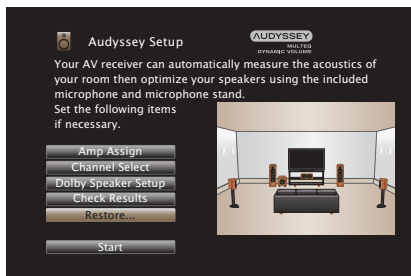 Audyssey Setup
AUDYSSEY
MULTEQ
DYNAMIC VOLUME
Your AV receiver can automatically measure the acoustics of
your room then optimize your speakers using the included
microphone and microphone stand.
Set the following items
if necessary.
Amp Assign
Channel Select
Dolby Speaker Setup
Check Results
Restore...
Start